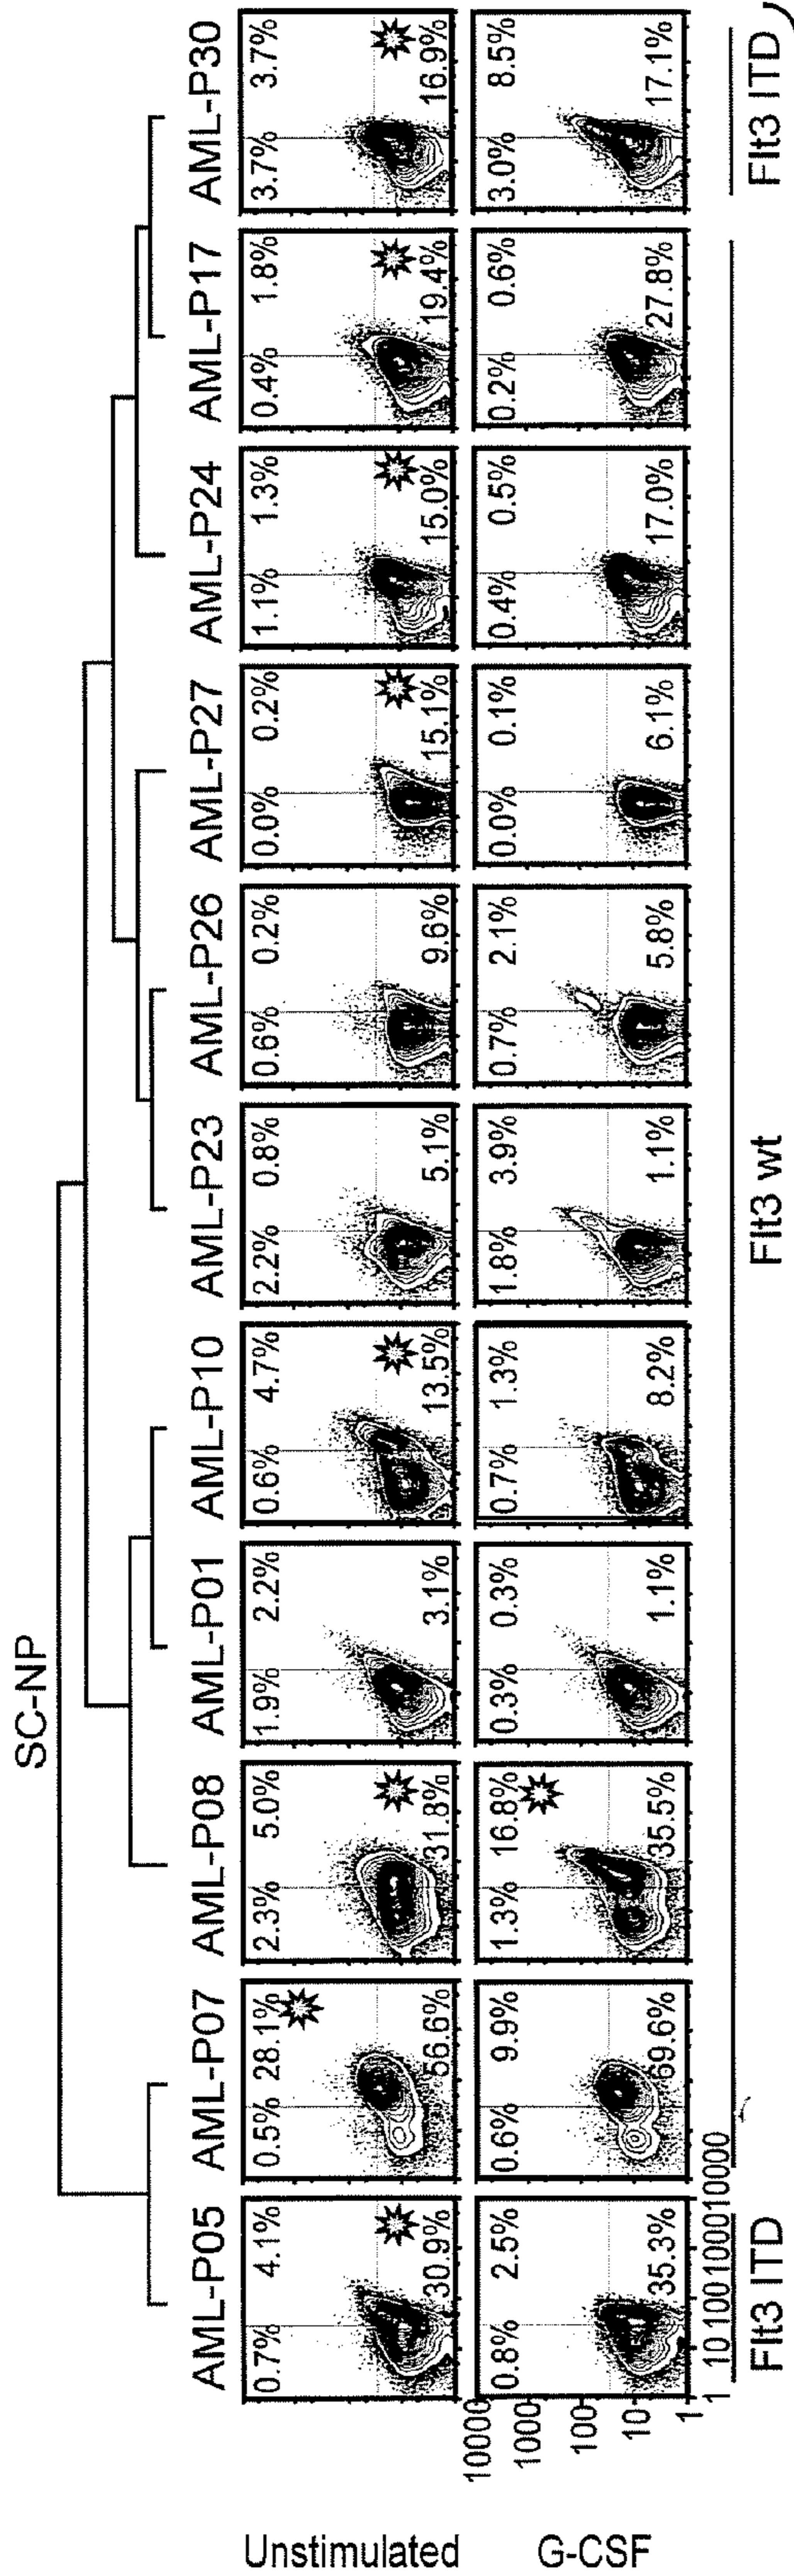 SC-NP
AML-P05 AML-P07 AML-P08 AML-P01 AML-P10 AML-P23 AML-P26 AML-P27 AML-P24 AML-P17 AML-P30
Unstimulated
0.7% 4.1% 0.5% 28.1% 2.3% 5.0% 1.9% 2.2% 0.6% 4.7% 2.2% 0.8% 0.6% 0.2% 0.0% 0.2% 1.1% 1.3% 0.4% 1.8% 3.7% 3.7%
30.9% 56.6% 31.8% 3.1% 13.5% 5.1% 9.6% 15.1% 15.0% 19.4% 16.9%
G-CSF
10000 0.8% 2.5% 0.6% 9.9% 1.3% 16.8% 0.3% 0.3% 0.7% 1.3% 1.8% 3.9% 0.7% 2.1% 0.0% 0.1% 0.4% 0.5% 0.2% 0.6% 3.0% 8.5%
1000
100
10
35.3% 69.6% 35.5% 1.1% 8.2% 1.1% 5.8% 6.1% 17.0% 27.8% 17.1%
1
1 10 100 1000 10000
Flt3 ITD Flt3 wt Flt3 ITD